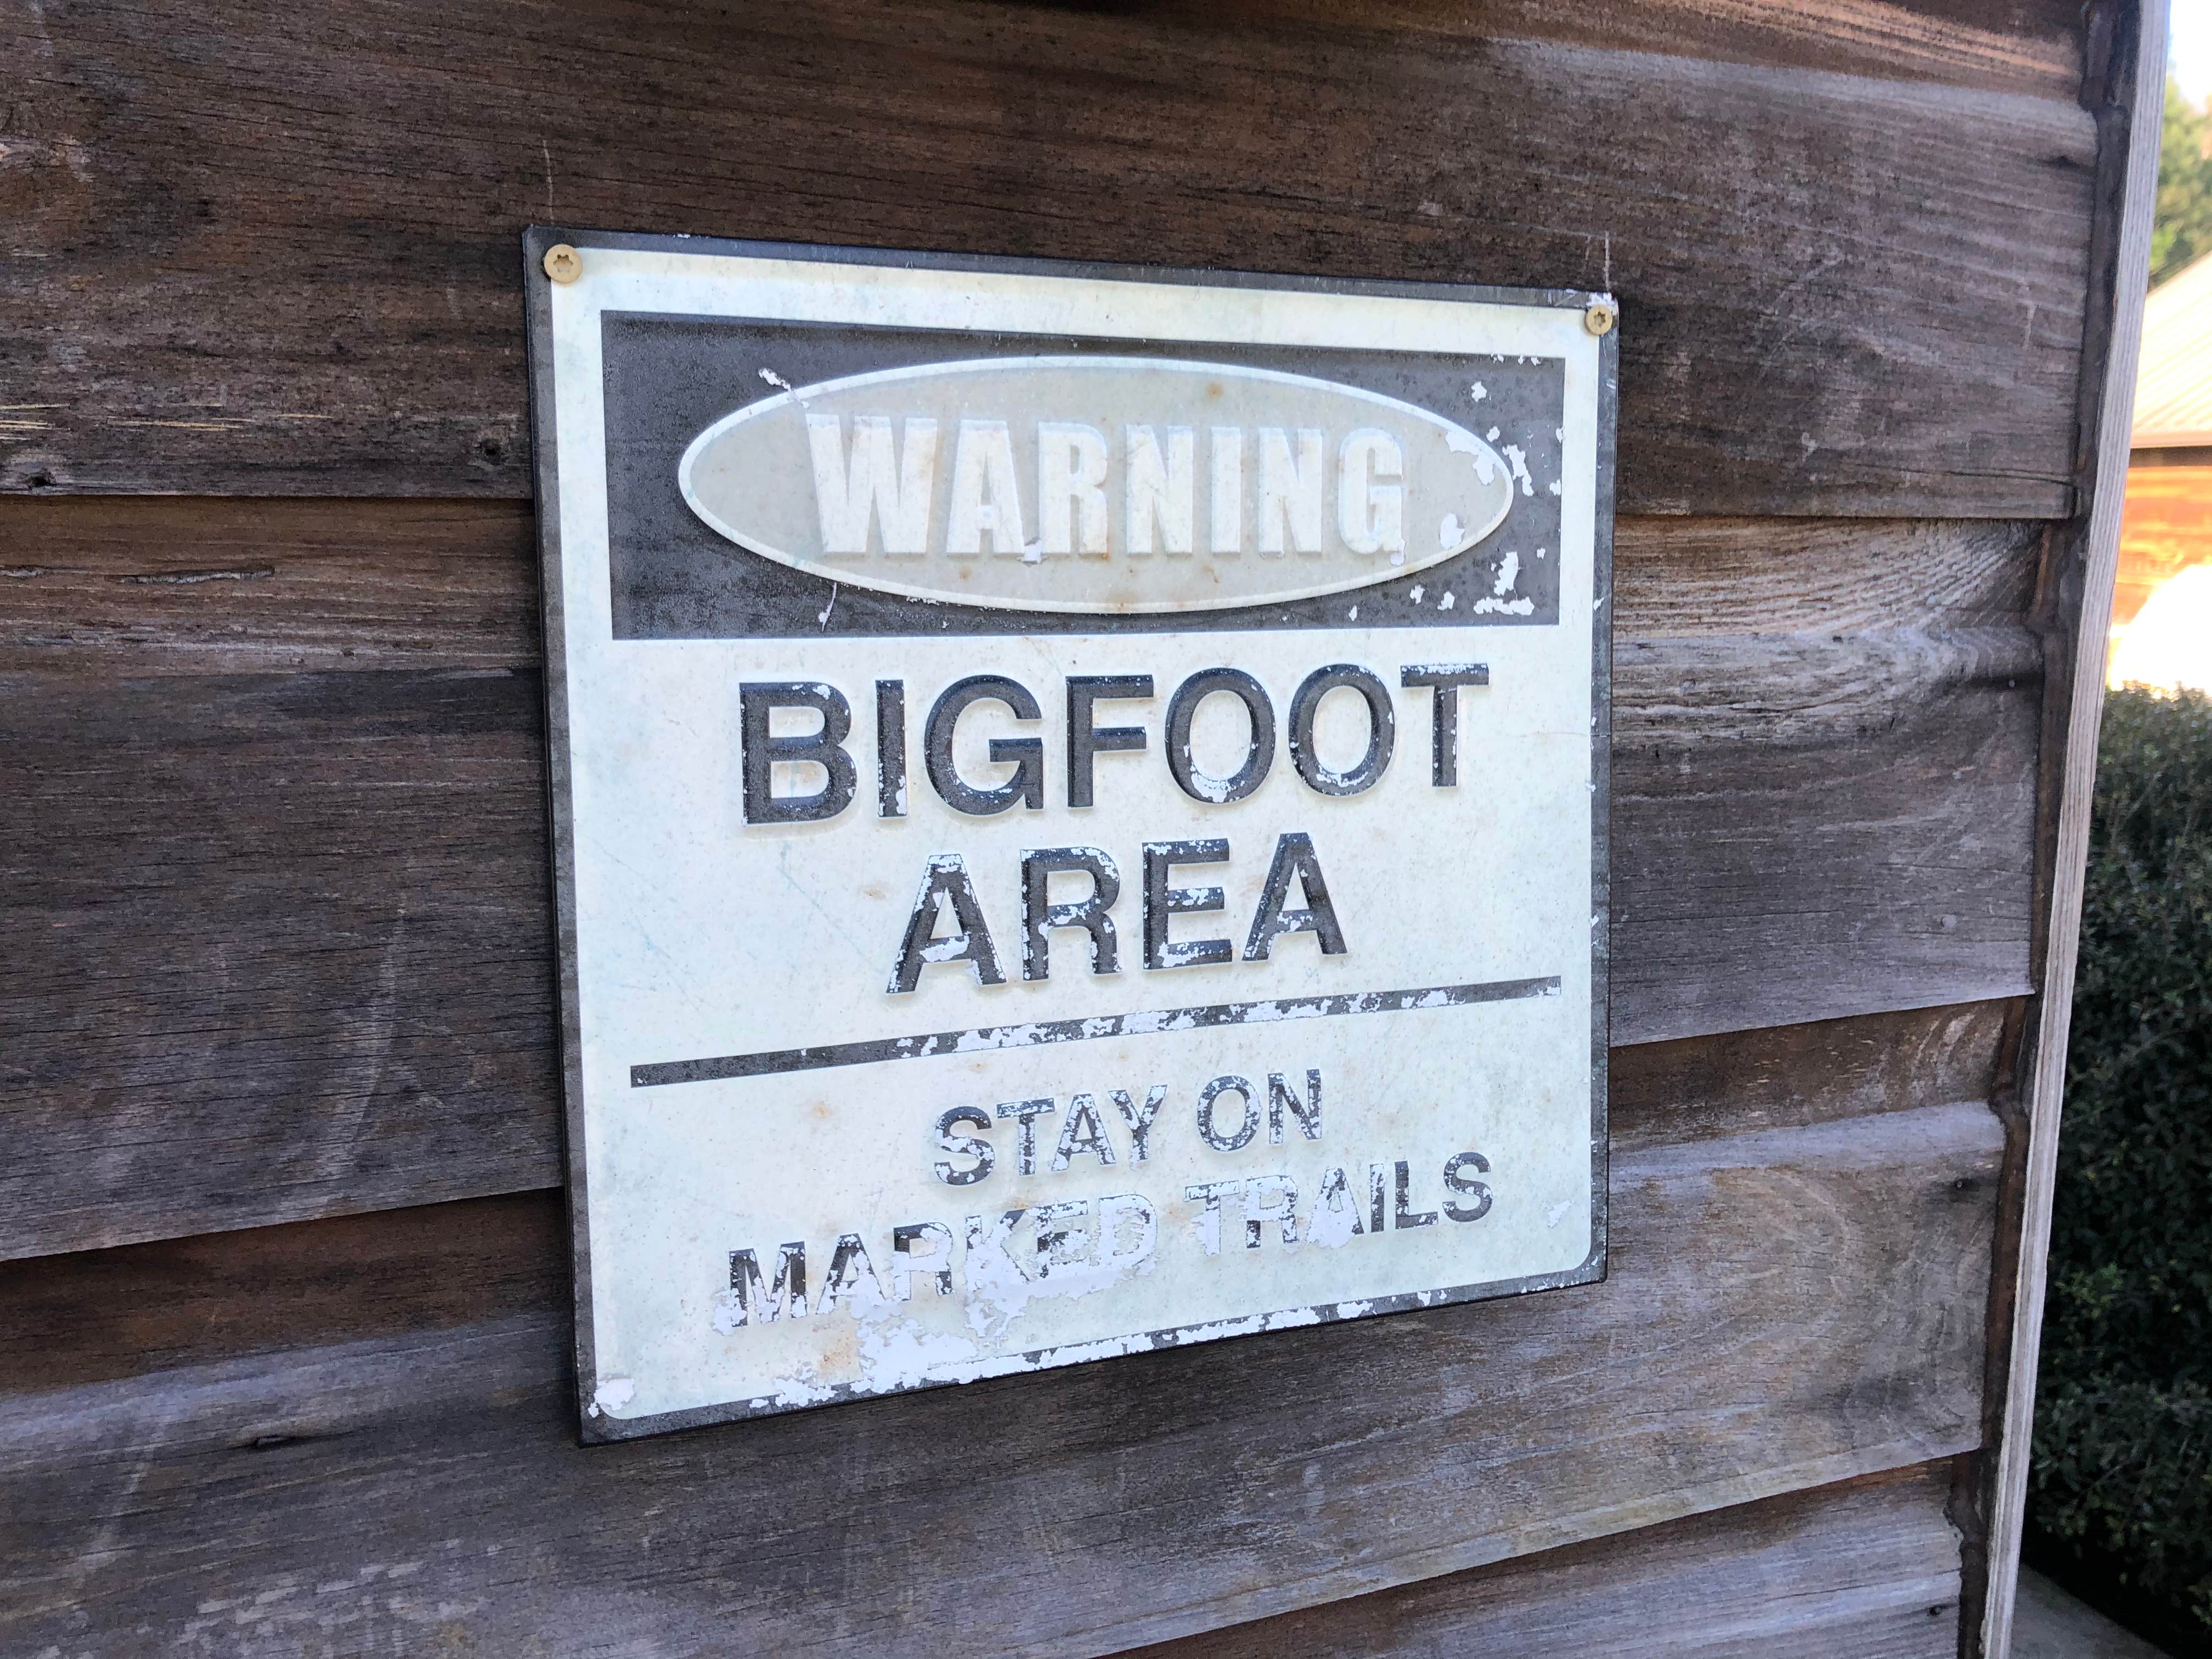 WARNING
BIGFOOT
AREA
STAY ON
MARKED TRAILS